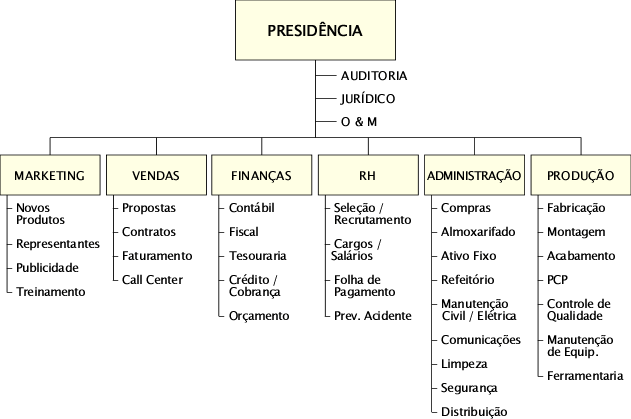 PRESIDÊNCIA
AUDITORIA
JURÍDICO
O & M
MARKETING
Novos
Produtos
Representantes
Publicidade
Treinamento
VENDAS
Propostas
Contratos
Faturamento
Call Center
FINANÇAS
Contábil
Fiscal
Tesouraria
Crédito /
Cobrança
Orçamento
RH
Seleção /
Recrutamento
Cargos /
Salários
Folha de
Pagamento
Prev. Acidente
ADMINISTRAÇÃO
Compras
Almoxarifado
Ativo Fixo
Refeitório
Manutenção
Civil / Elétrica
Comunicações
Limpeza
Segurança
Distribuição
PRODUÇÃO
Fabricação
Montagem
Acabamento
PCP
Controle de
Qualidade
Manutenção
de Equip.
Ferramentaria